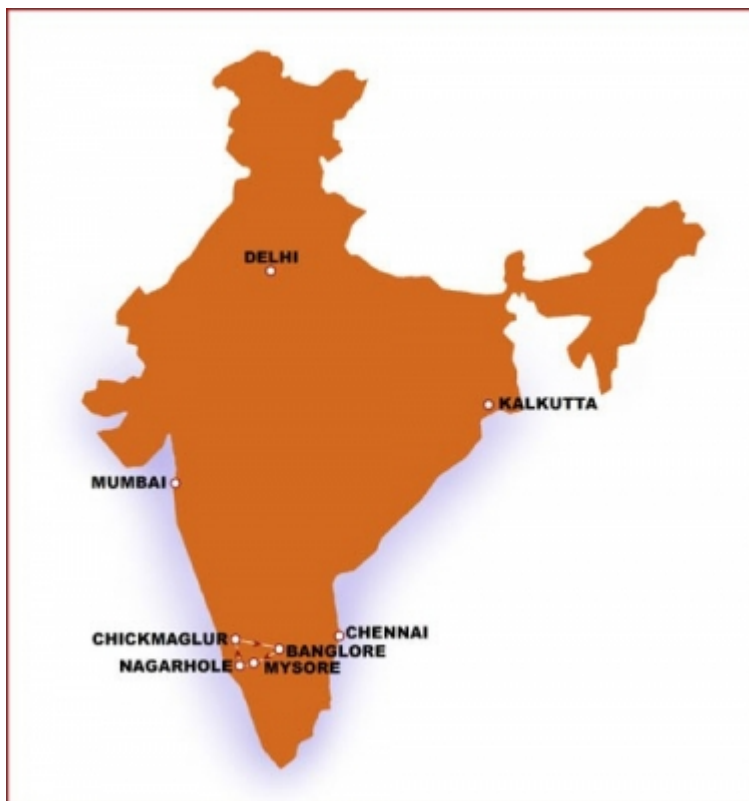 DELHI
KALKUTTA
MUMBAI
CHENNAI
CHICKMAGLUR
BANGLORE
NAGARHOLE
MYSORE